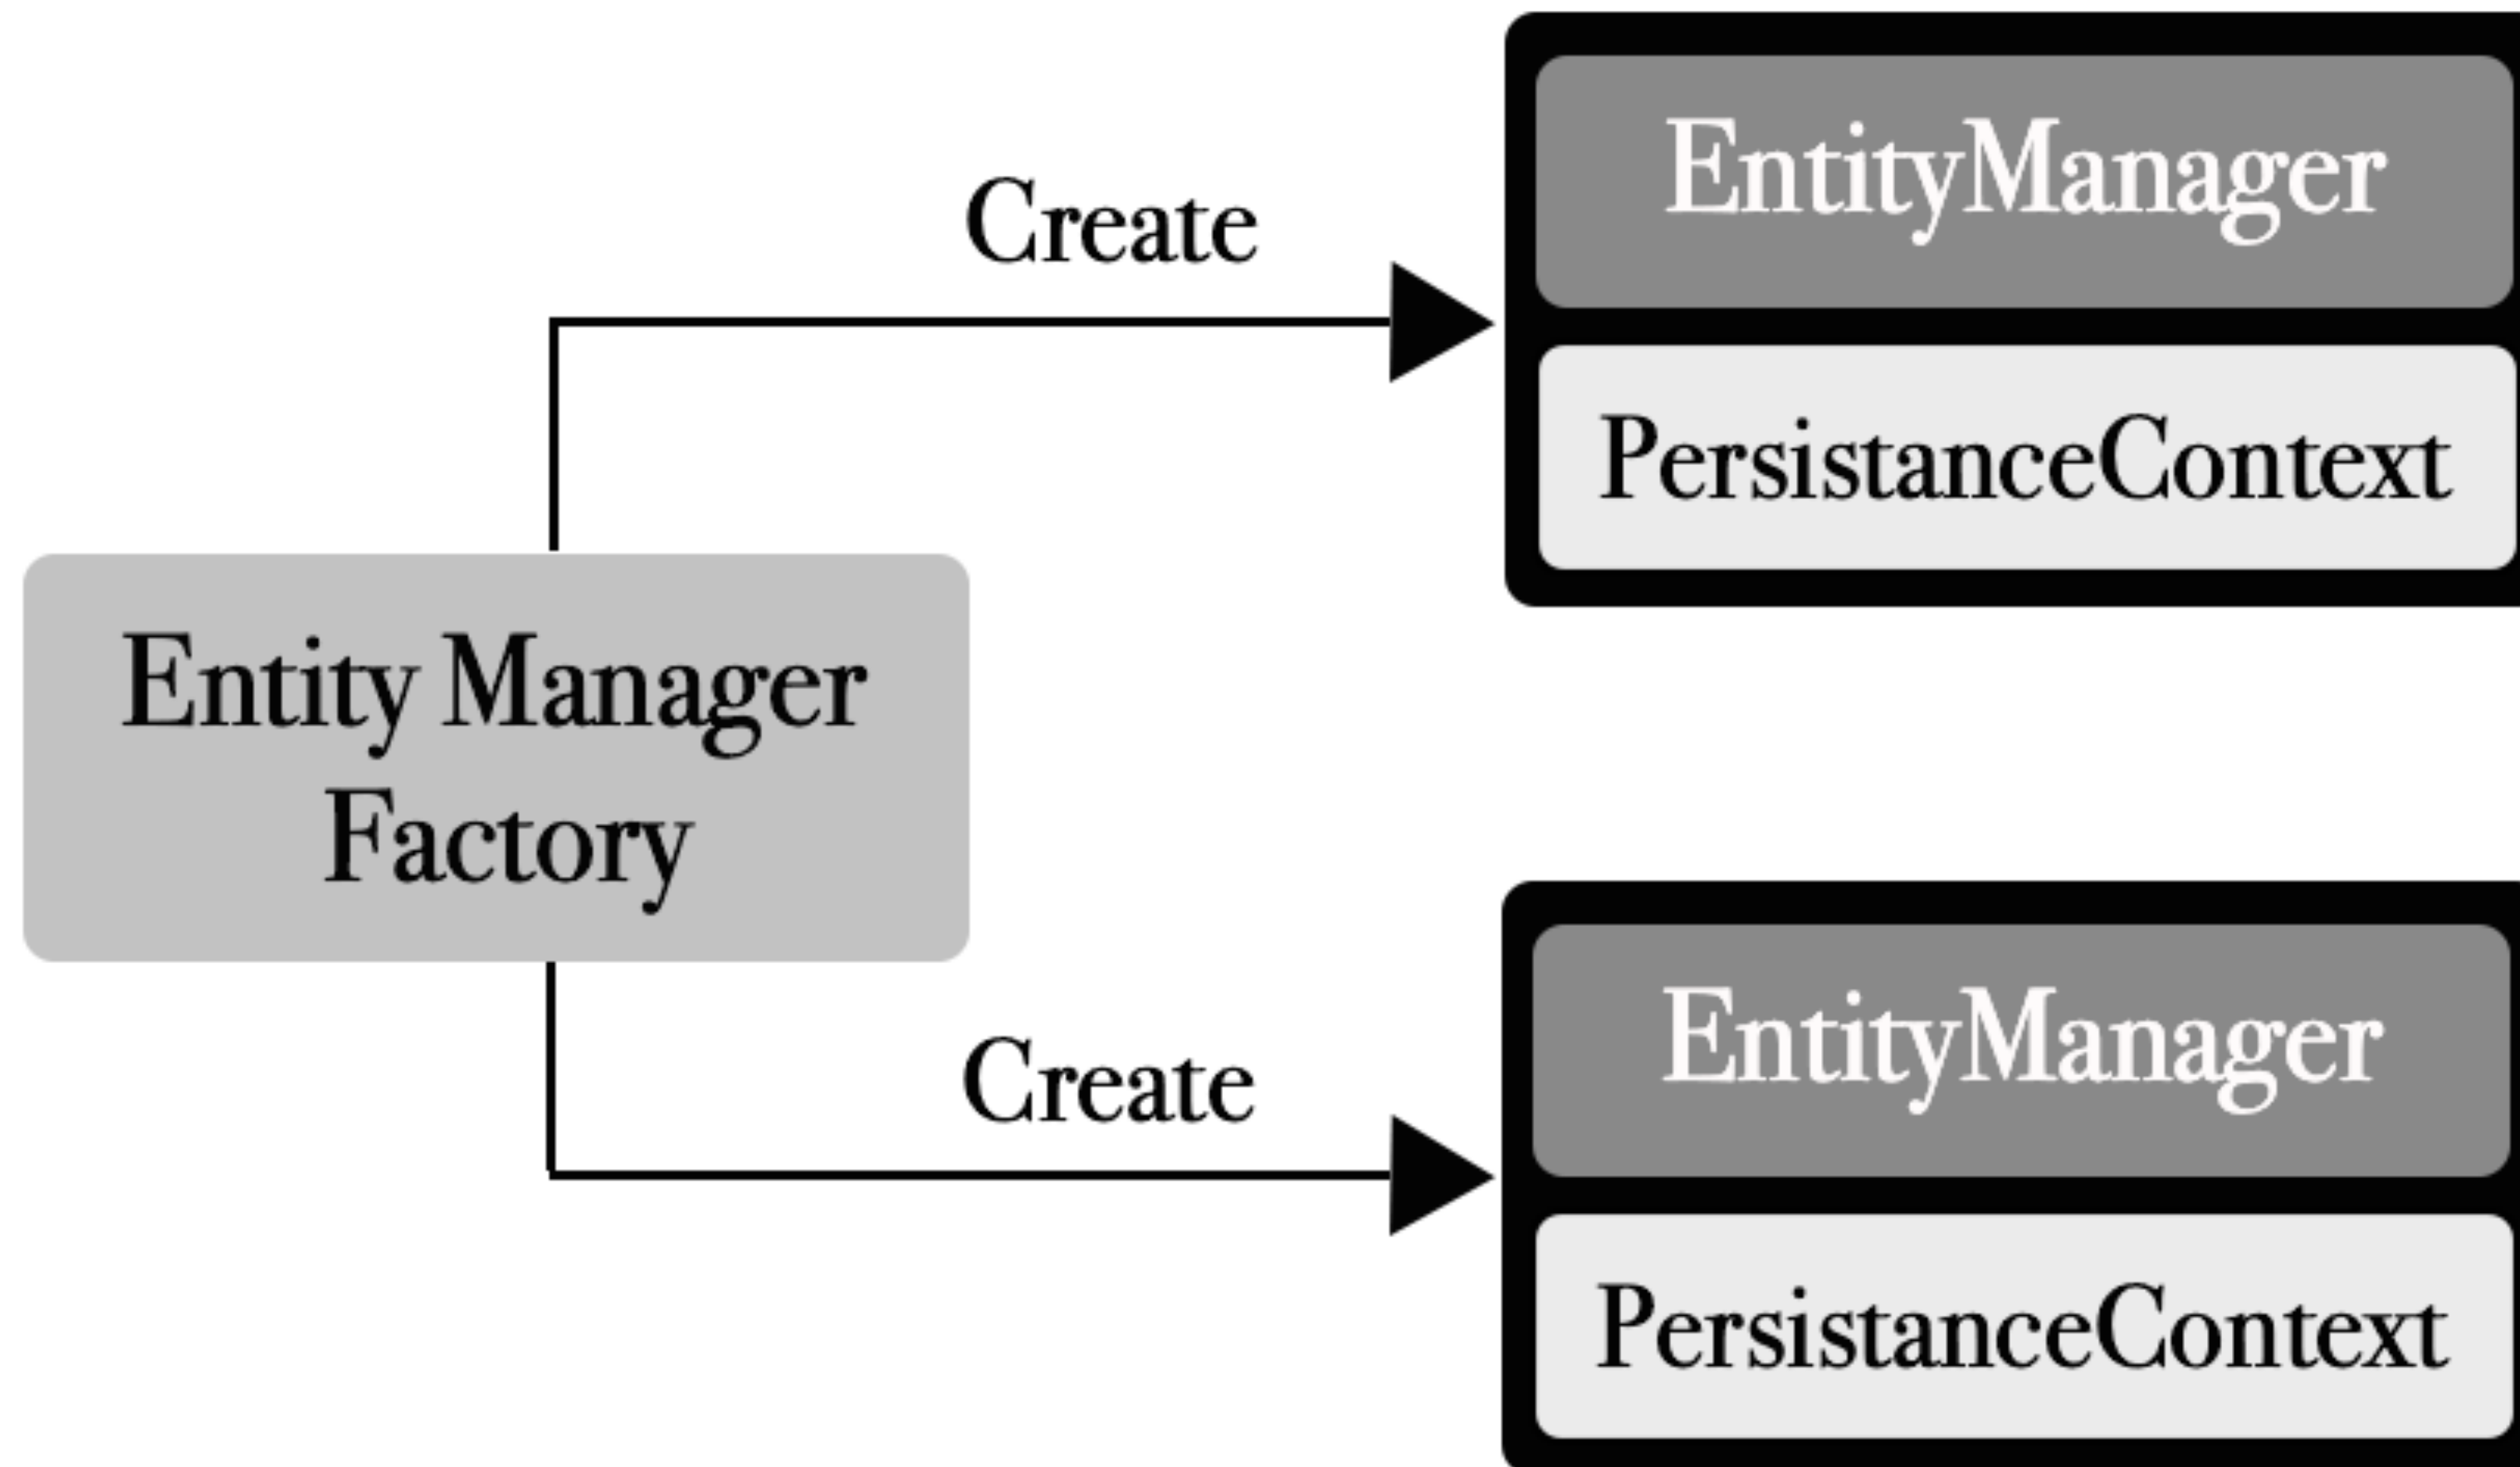 Create
EntityManager
PersistanceContext
Entity Manager
Factory
Create
EntityManager
PersistanceContext